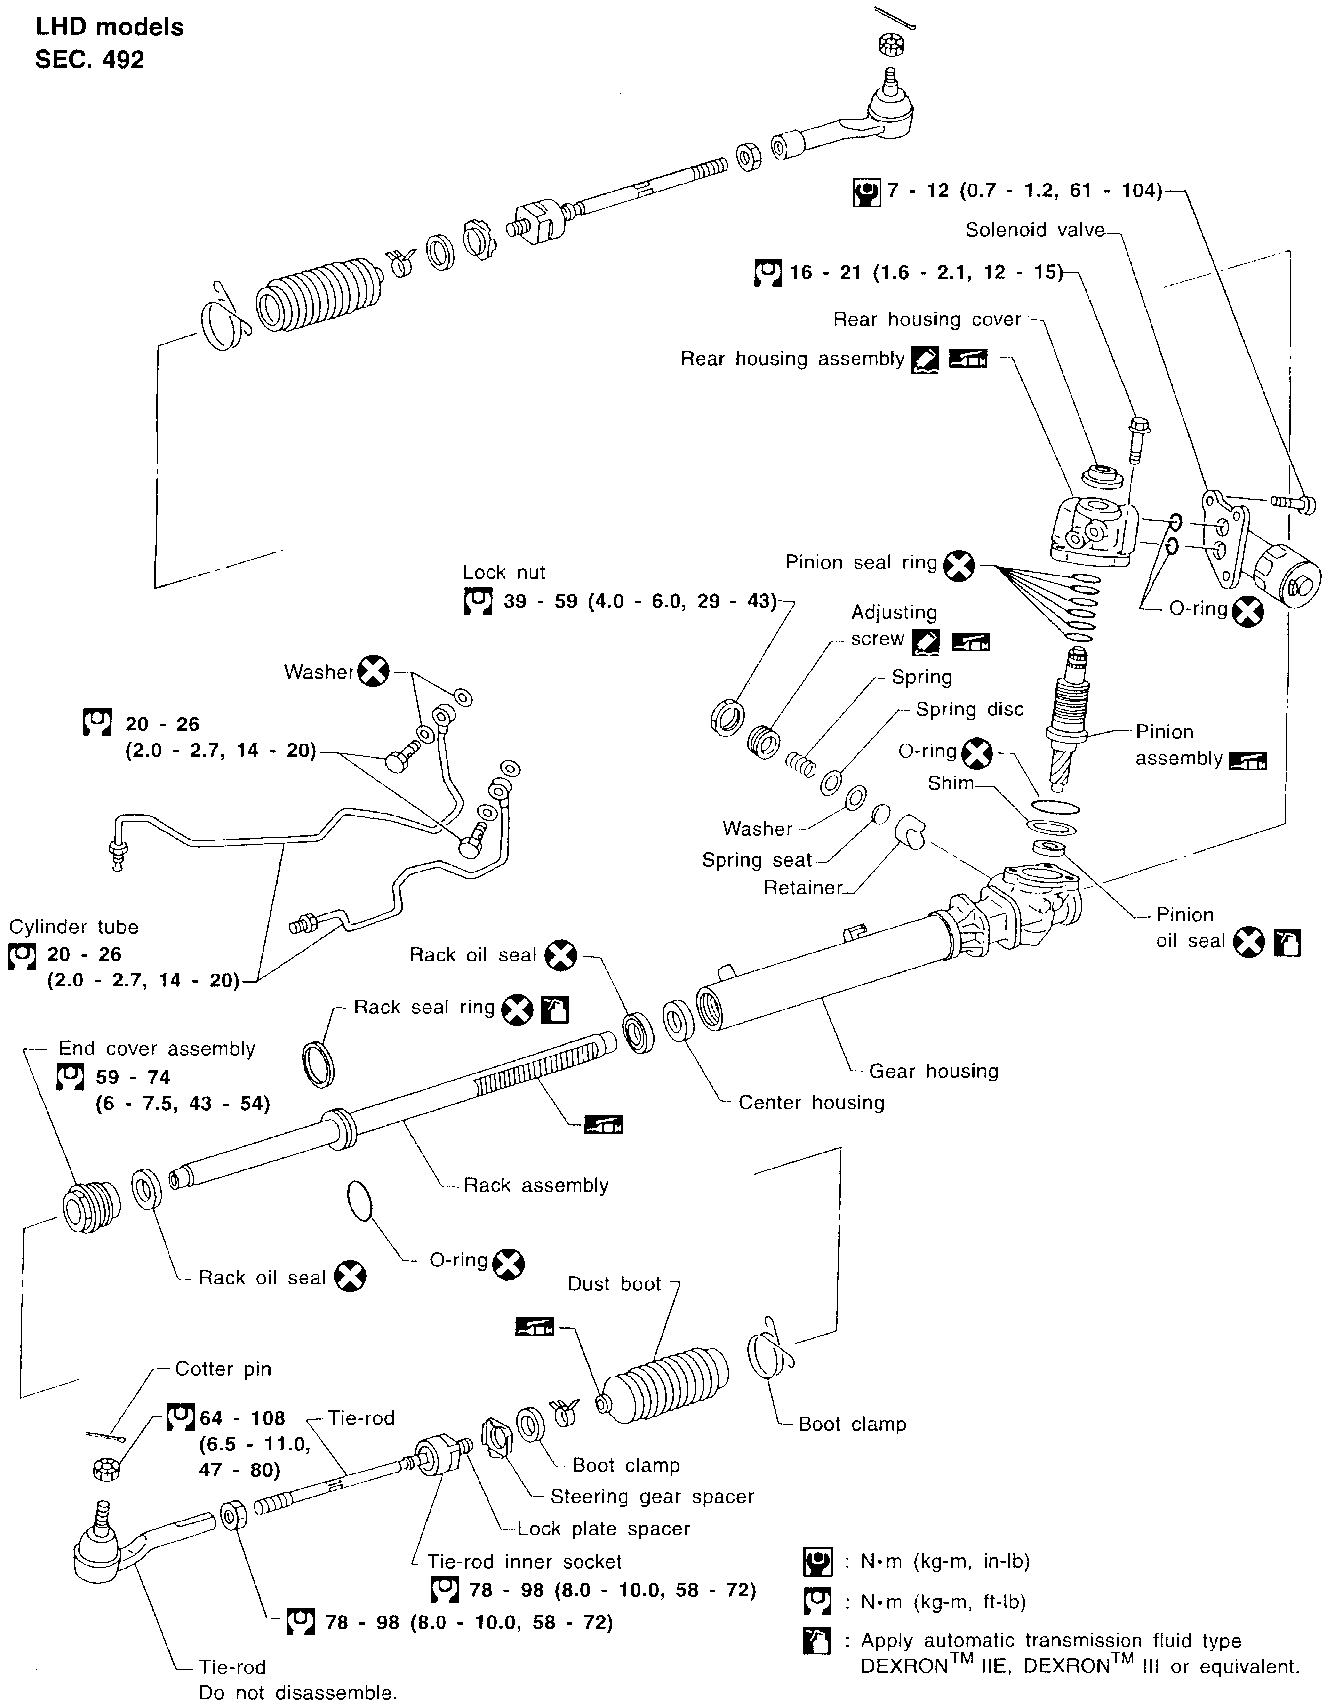 LHD models
SEC. 492
7 - 12 (0.7 - 1.2, 61 - 104)
Solenoid valve
16 - 21 (1.6 - 2.1, 12 - 15)
Rear housing cover
Rear housing assembly
Pinion seal ring
Lock nut
39 - 59 (4.0 - 6.0, 29 - 43)
O-ring
Adjusting
screw
Washer
Spring
Spring disc
20 - 26
(2.0 - 2.7, 14 - 20)
Pinion
assembly
O-ring
Shim
Washer
Spring seat
Retainer
Pinion
oil seal
Cylinder tube
20 - 26
(2.0 - 2.7, 14 - 20)
Rack oil seal
Rack seal ring
End cover assembly
59 - 74
(6 - 7.5, 43 - 54)
Gear housing
Center housing
Rack assembly
O-ring
Rack oil seal
Dust boot
Cotter pin
64 - 108
(6.5 - 11.0,
47 - 80)
Tie-rod
Boot clamp
Boot clamp
Steering gear spacer
Lock plate spacer
Tie-rod inner socket
78 - 98 (8.0 - 10.0, 58 - 72)
78 - 98 (8.0 - 10.0, 58 - 72)
Tie-rod
Do not disassemble.
: N•m (kg-m, in-lb)
: N•m (kg-m, ft-lb)
: Apply automatic transmission fluid type
DEXRON™ IIE, DEXRON™ III or equivalent.